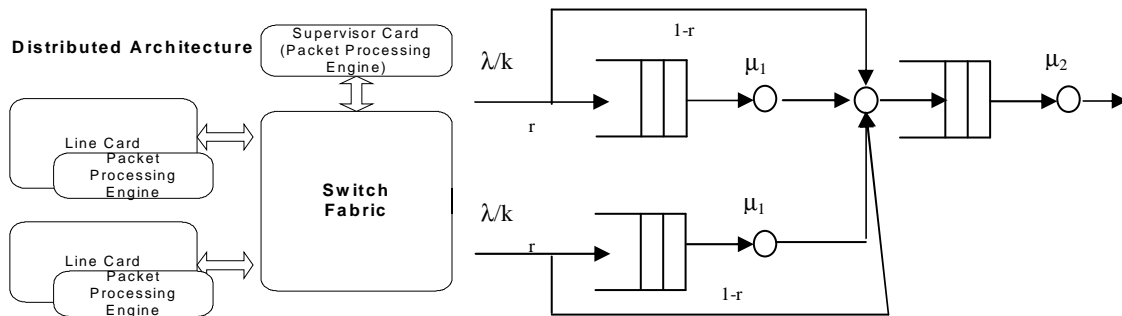 Distributed Architecture
Supervisor Card
(Packet Processing
Engine)
Line Card
Packet
Processing
Engine
Switch
Fabric
Line Card
Packet
Processing
Engine
1-r
λ/k
r
μ1
μ2
λ/k
r
μ1
1-r